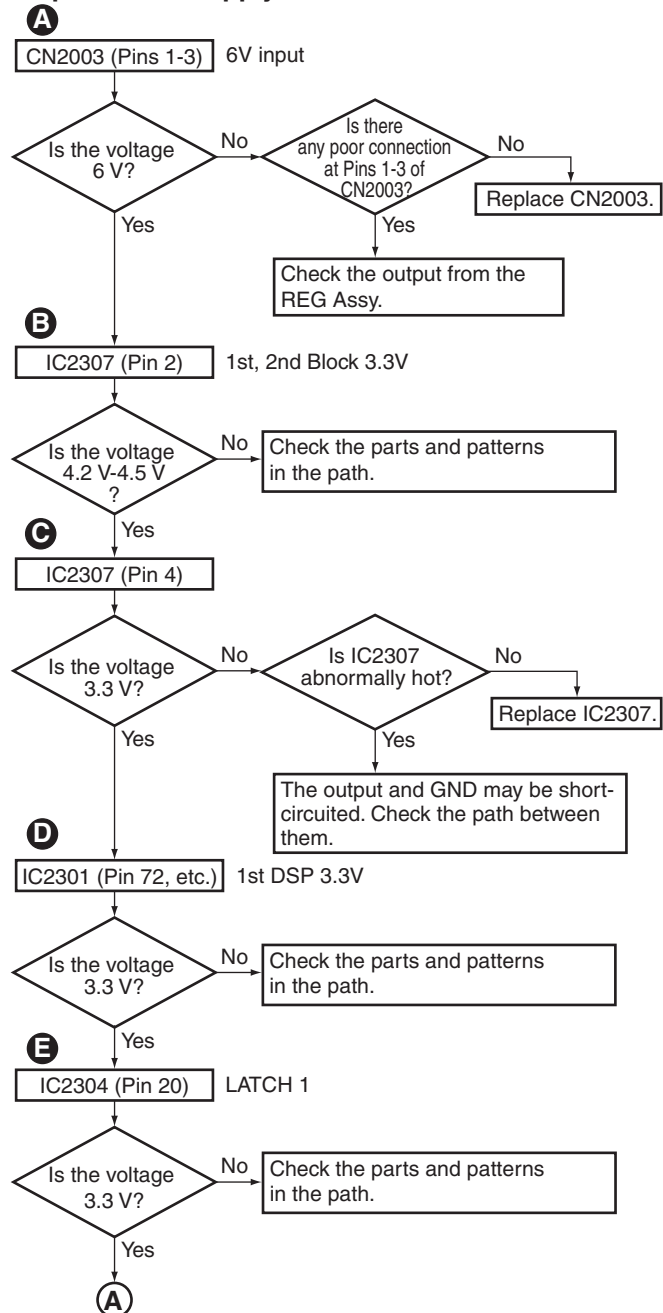 A
CN2003 (Pins 1-3) 6V input
Is the voltage
6 V?
No
Is there
any poor connection
at Pins 1-3 of
CN2003?
No
Replace CN2003.
Yes
Yes
Check the output from the
REG Assy.
B
IC2307 (Pin 2) 1st, 2nd Block 3.3V
Is the voltage
4.2 V-4.5 V
?
No
Check the parts and patterns
in the path.
Yes
C
IC2307 (Pin 4)
Is the voltage
3.3 V?
No
Is IC2307
abnormally hot?
No
Replace IC2307.
Yes
Yes
The output and GND may be short-
circuited. Check the path between
them.
D
IC2301 (Pin 72, etc.) 1st DSP 3.3V
Is the voltage
3.3 V?
No
Check the parts and patterns
in the path.
Yes
E
IC2304 (Pin 20) LATCH 1
Is the voltage
3.3 V?
No
Check the parts and patterns
in the path.
Yes
A